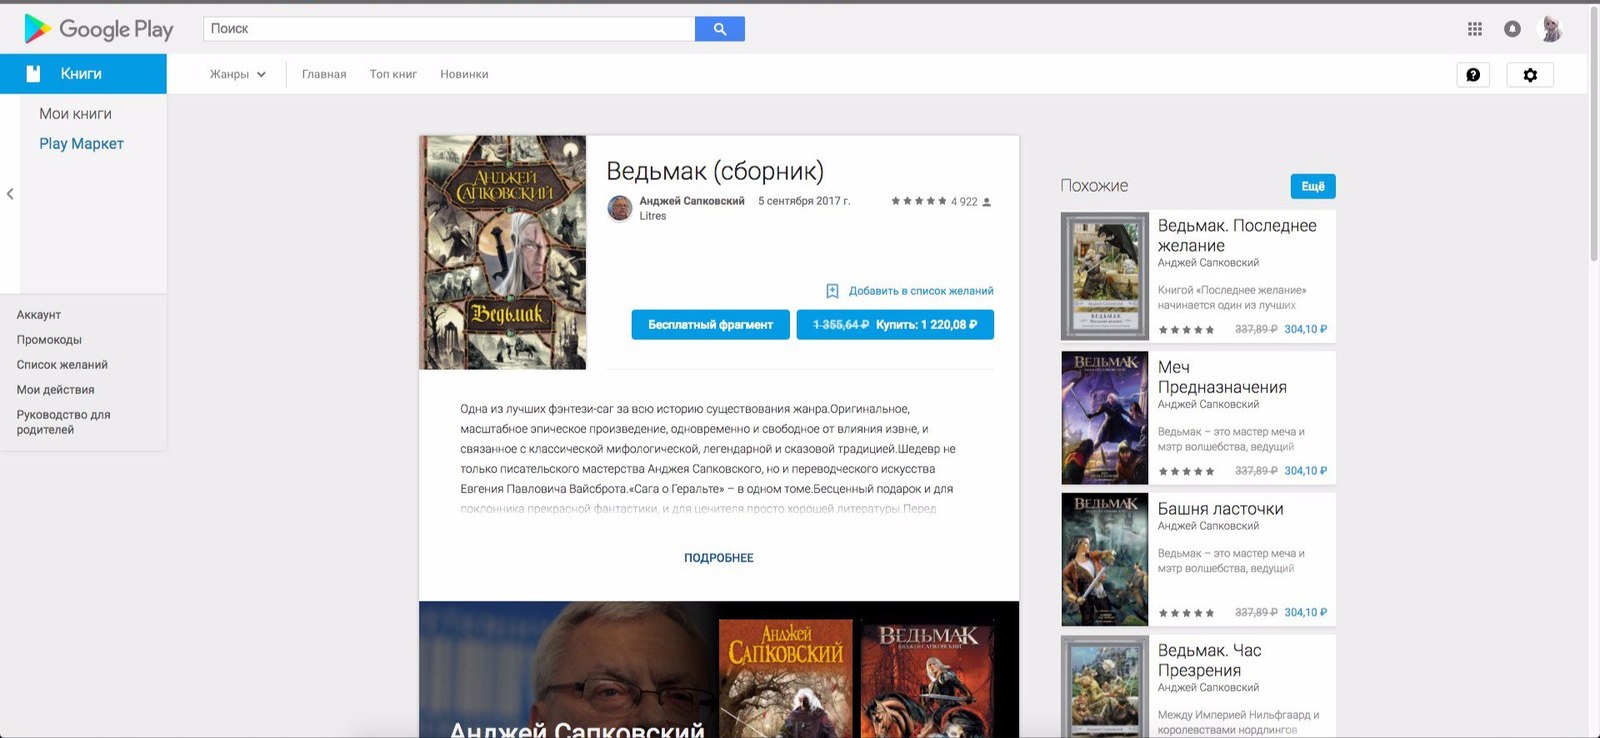 Google Play
Поиск
Книги
Жанры
Главная
Топ книг
Новинки
Мои книги
Play Маркет
Аккаунт
Промокоды
Список желаний
Мои действия
Руководство для
родителей
АНДЖЕЙ
САПКОВСКИЙ
Ведьмак
Ведьмак (сборник)
Анджей Сапковский 5 сентября 2017 г.
Litres
4 922
Добавить в список желаний
Бесплатный фрагмент
1 355,64 ₽ Купить: 1 220,08 ₽
Одна из лучших фэнтези-саг за всю историю существования жанра.Оригинальное,
масштабное эпическое произведение, одновременно и свободное от влияния извне, и
связанное с классической мифологической, легендарной и сказовой традицией.Шедевр не
только писательского мастерства Анджея Сапковского, но и переводческого искусства
Евгения Павловича Вайсброта.«Сага о Геральте» – в одном томе.Бесценный подарок и для
поклонника прекрасной фантастики, и для ценителя просто хорошей литературы.Перед
ПОДРОБНЕЕ
Анджей Сапковский
АНДЖЕЙ
САПКОВСКИЙ
ВЕДЬМАК
АНДЖЕЙ САПКОВСКИЙ
Похожие
Ещё
ВЕДЬМАК
Ведьмак. Последнее
желание
Анджей Сапковский
Книгой «Последнее желание»
начинается один из лучших
337,89 ₽ 304,10 ₽
ВЕДЬМАК
Меч
Предназначения
Анджей Сапковский
Ведьмак – это мастер меча и
мэтр волшебства, ведущий
337,89 ₽ 304,10 ₽
ВЕДЬМАК
Башня ласточки
Анджей Сапковский
Ведьмак – это мастер меча и
мэтр волшебства, ведущий
337,89 ₽ 304,10 ₽
Ведьмак. Час
Презрения
Анджей Сапковский
Между Империей Нильфгаард и
королевствами нордлингов